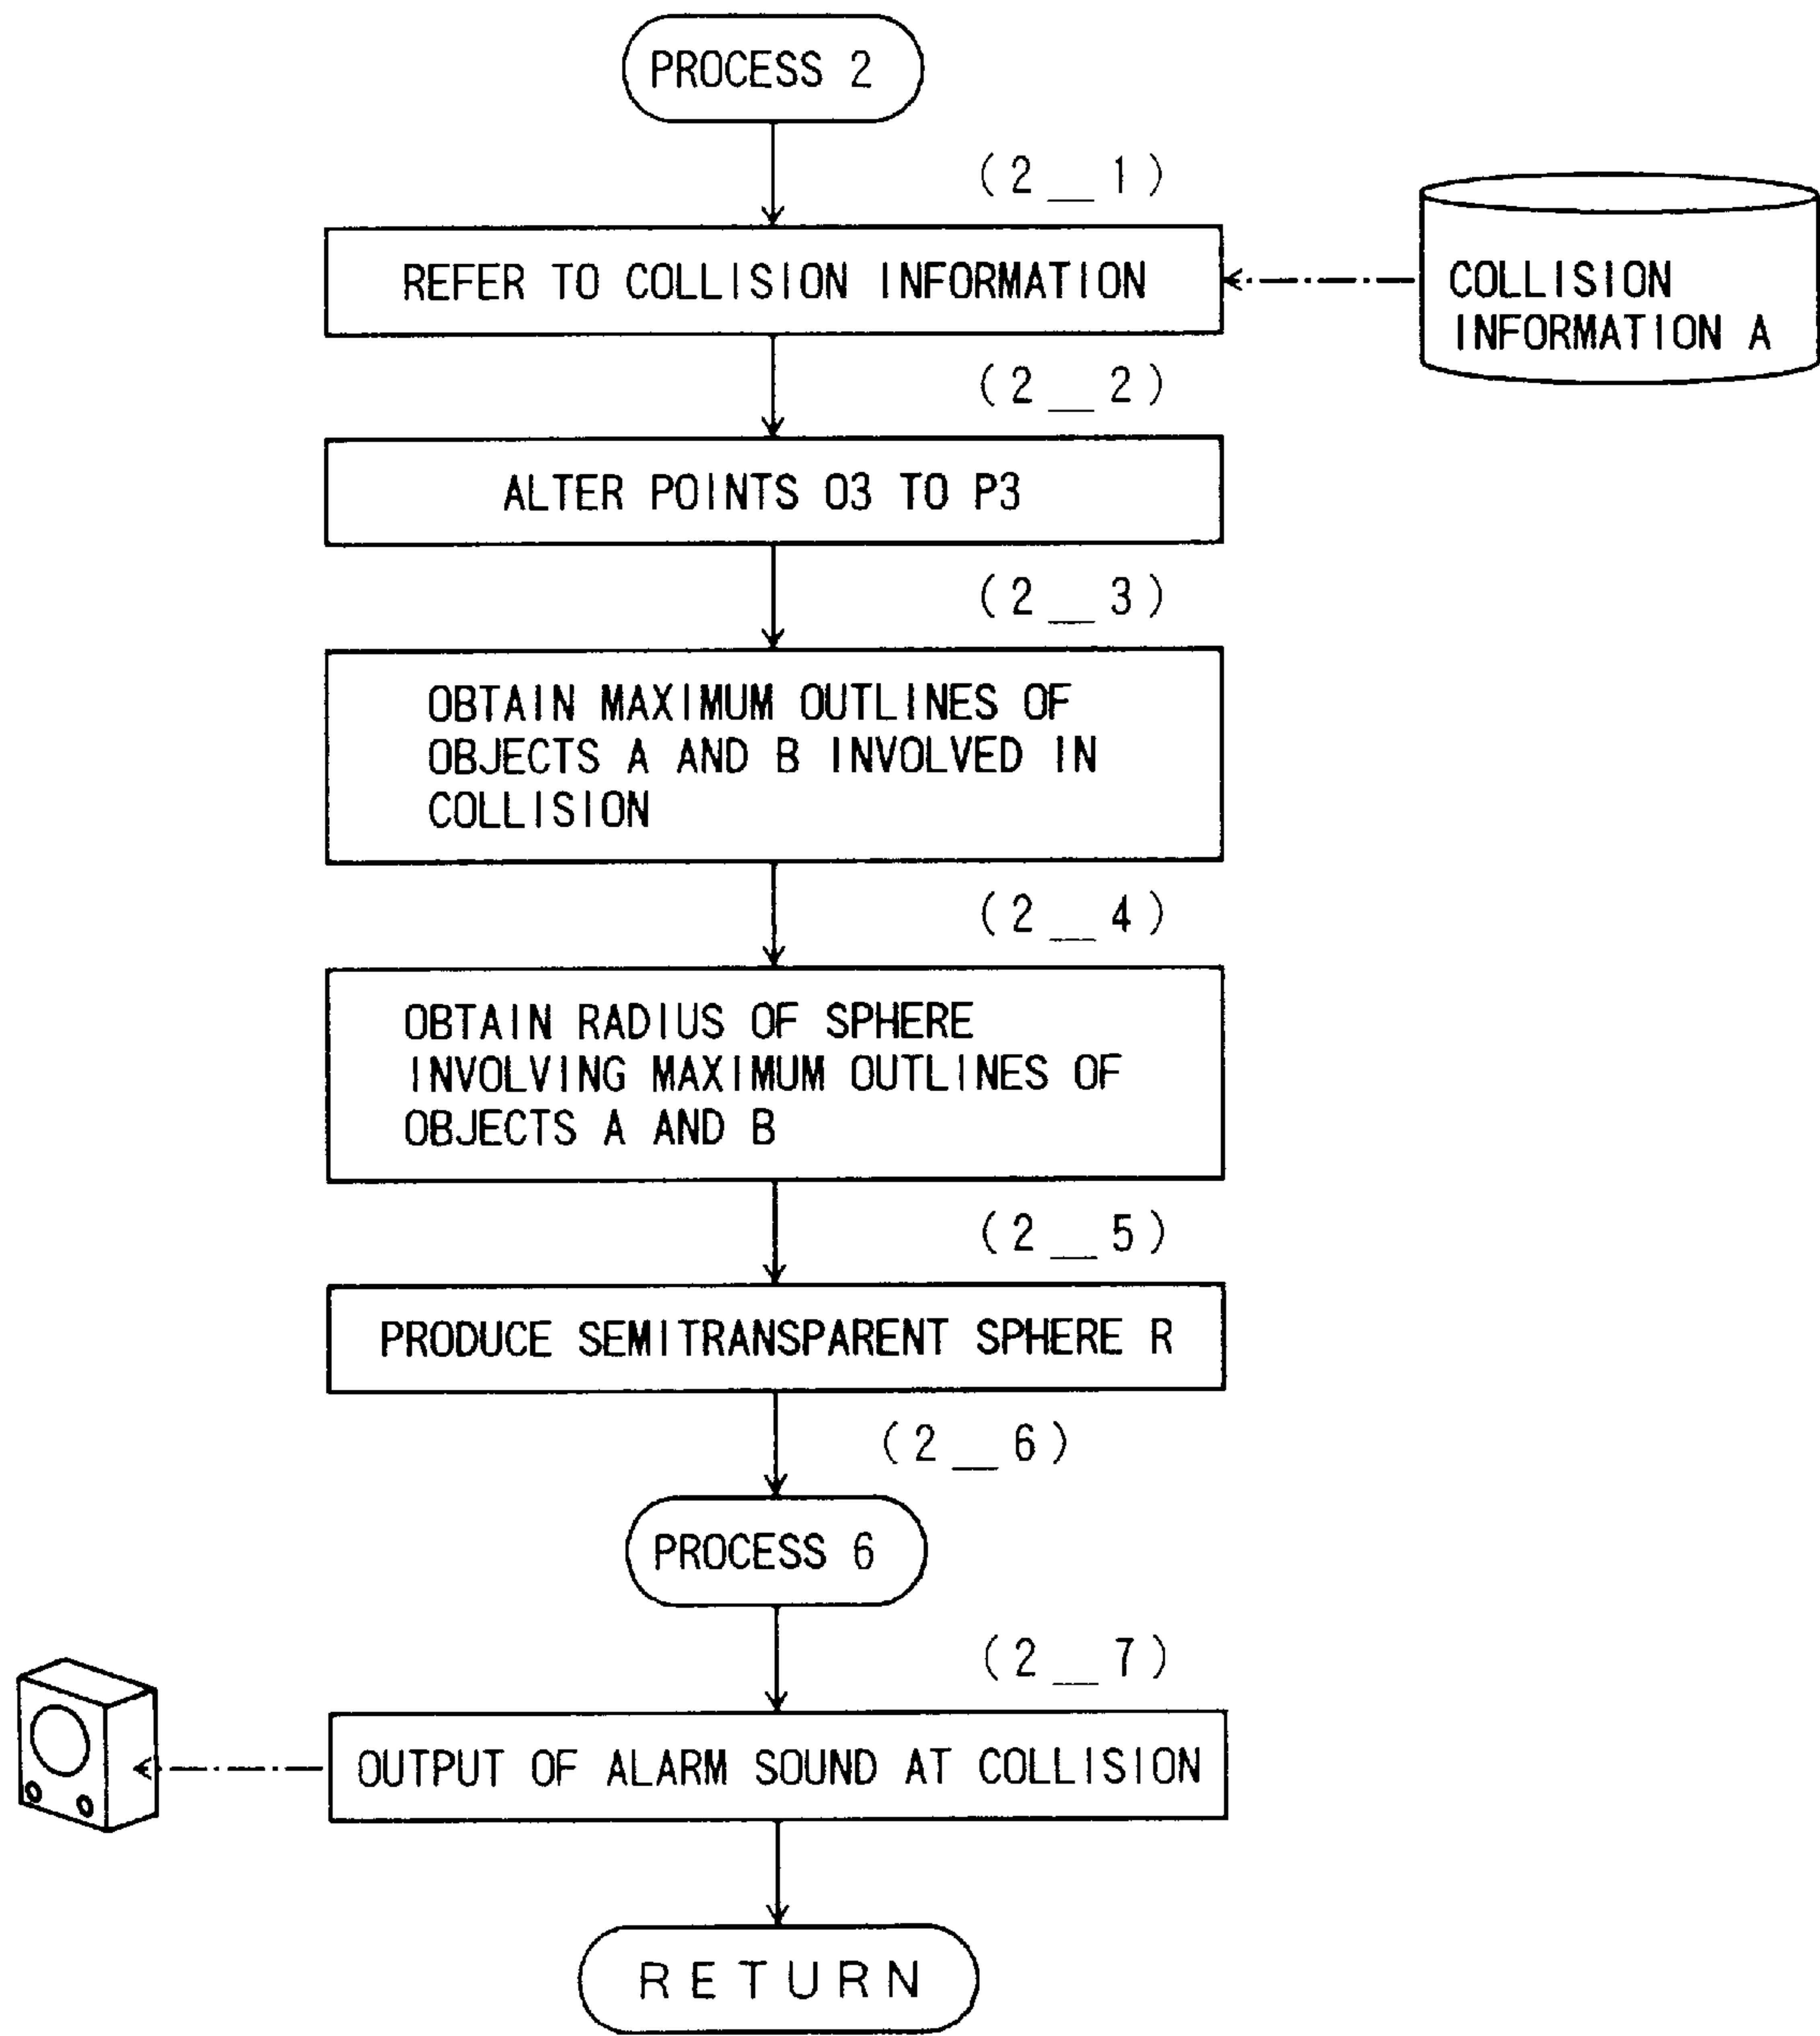 PROCESS 2
(2__1)
REFER TO COLLISION INFORMATION
COLLISION
INFORMATION A
(2__2)
ALTER POINTS O3 TO P3
(2__3)
OBTAIN MAXIMUM OUTLINES OF
OBJECTS A AND B INVOLVED IN
COLLISION
(2__4)
OBTAIN RADIUS OF SPHERE
INVOLVING MAXIMUM OUTLINES OF
OBJECTS A AND B
(2__5)
PRODUCE SEMITRANSPARENT SPHERE R
(2__6)
PROCESS 6
(2__7)
OUTPUT OF ALARM SOUND AT COLLISION
RETURN